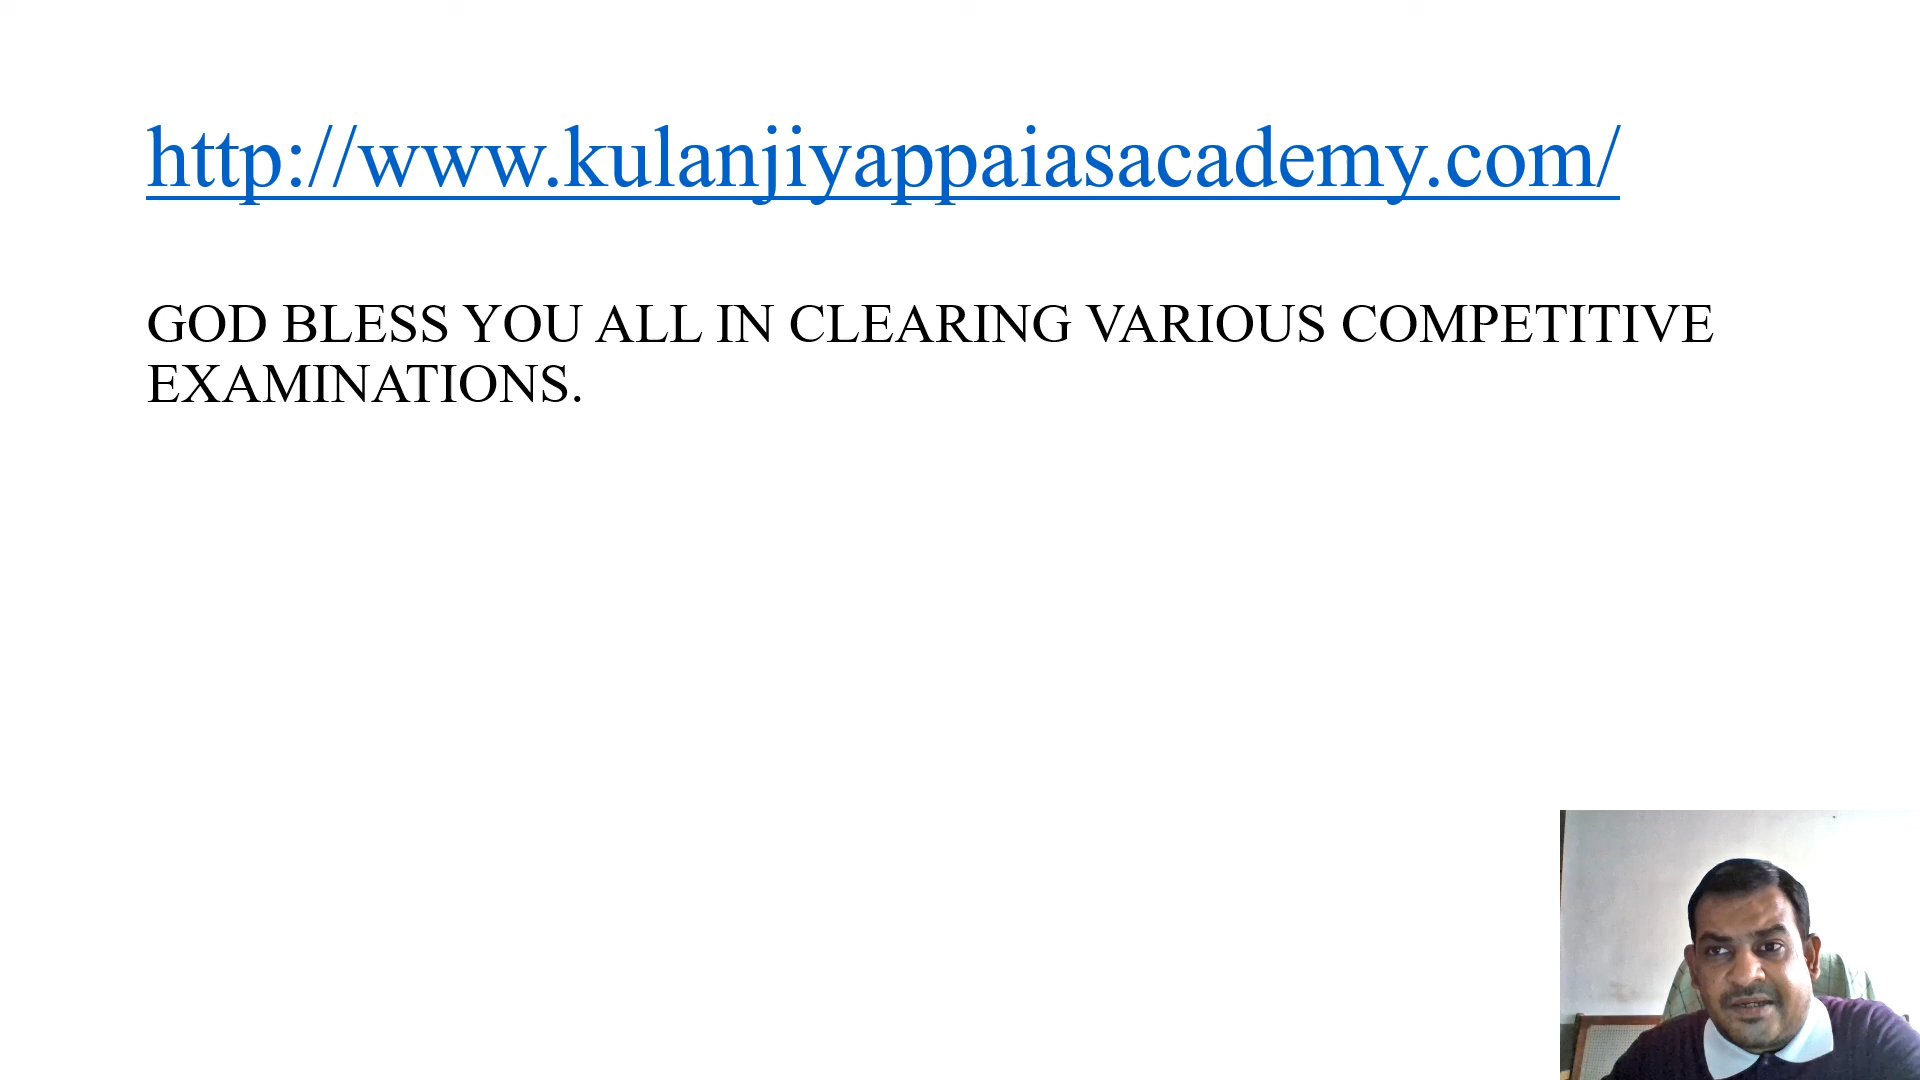 http://www.kulanjiyappaiasacademy.com/
GOD BLESS YOU ALL IN CLEARING VARIOUS COMPETITIVE
EXAMINATIONS.